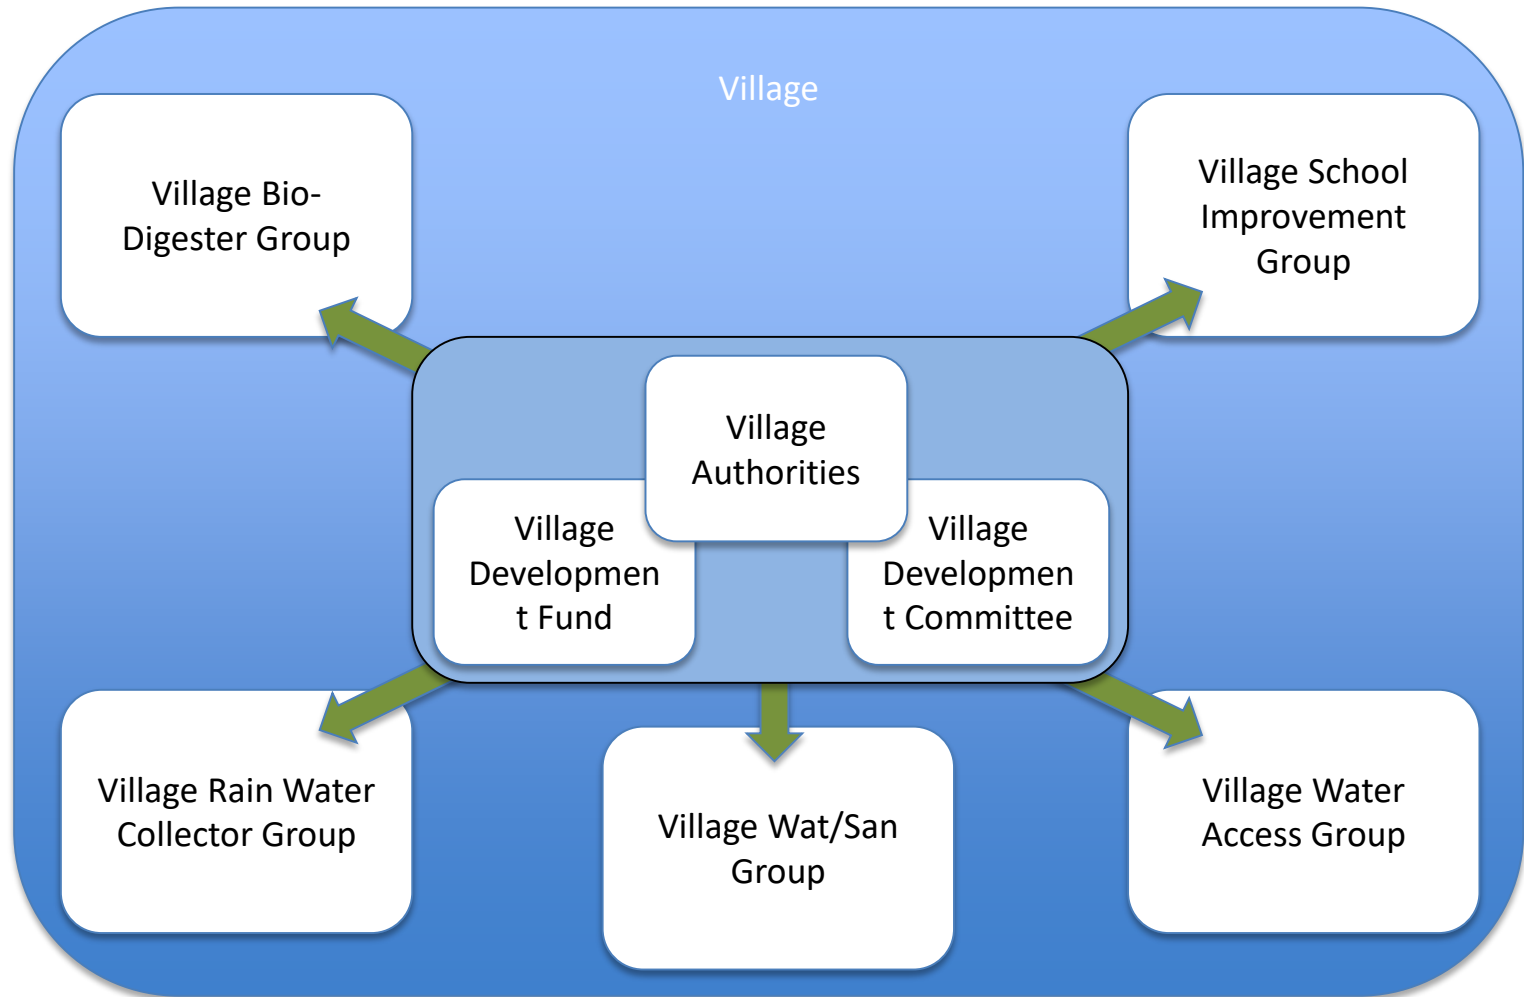 Village
Village Bio-
Digester Group
Village School
Improvement
Group
Village
Authorities
Village
Developmen
t Fund
Village
Developmen
t Committee
Village Rain Water
Collector Group
Village Wat/San
Group
Village Water
Access Group